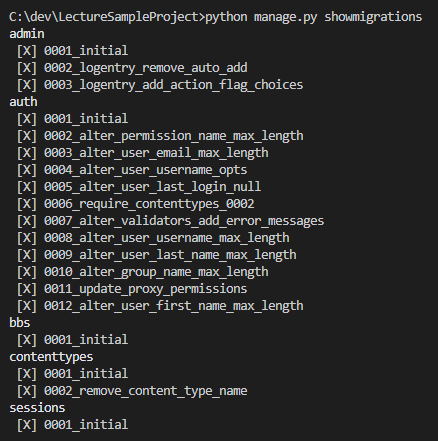 C:\dev\LectureSampleProject>python manage.py showmigrations
admin
[X] 0001_initial
[X] 0002_logentry_remove_auto_add
[X] 0003_logentry_add_action_flag_choices
auth
[X] 0001_initial
[X] 0002_alter_permission_name_max_length
[X] 0003_alter_user_email_max_length
[X] 0004_alter_user_username_opts
[X] 0005_alter_user_last_login_null
[X] 0006_require_contenttypes_0002
[X] 0007_alter_validators_add_error_messages
[X] 0008_alter_user_username_max_length
[X] 0009_alter_user_last_name_max_length
[X] 0010_alter_group_name_max_length
[X] 0011_update_proxy_permissions
[X] 0012_alter_user_first_name_max_length
bbs
[X] 0001_initial
contenttypes
[X] 0001_initial
[X] 0002_remove_content_type_name
sessions
[X] 0001_initial